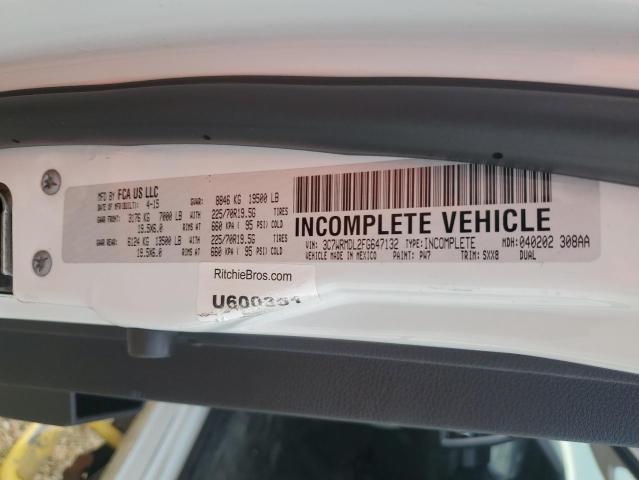 MFD BY FCA US LLC
DATE OF MFR(BUILT): 4-15 GVWR: 8846 KG 19500 LB
GAWR FRONT: 3176 KG 7000 LB WITH 225/70R19.5G TIRES
19.5X6.0 RIMS AT 660 KPA ( 95 PSI) COLD
GAWR REAR: 6124 KG 13500 LB WITH 225/70R19.5G TIRES
19.5X6.0 RIMS AT 660 KPA ( 95 PSI) COLD
INCOMPLETE VEHICLE
VIN: 3C7WRMDL2FG647132 TYPE:INCOMPLETE MDH:040202 308AA
VEHICLE MADE IN MEXICO PAINT: PW7 TRIM: SXX8 DUAL
RitchieBros.com